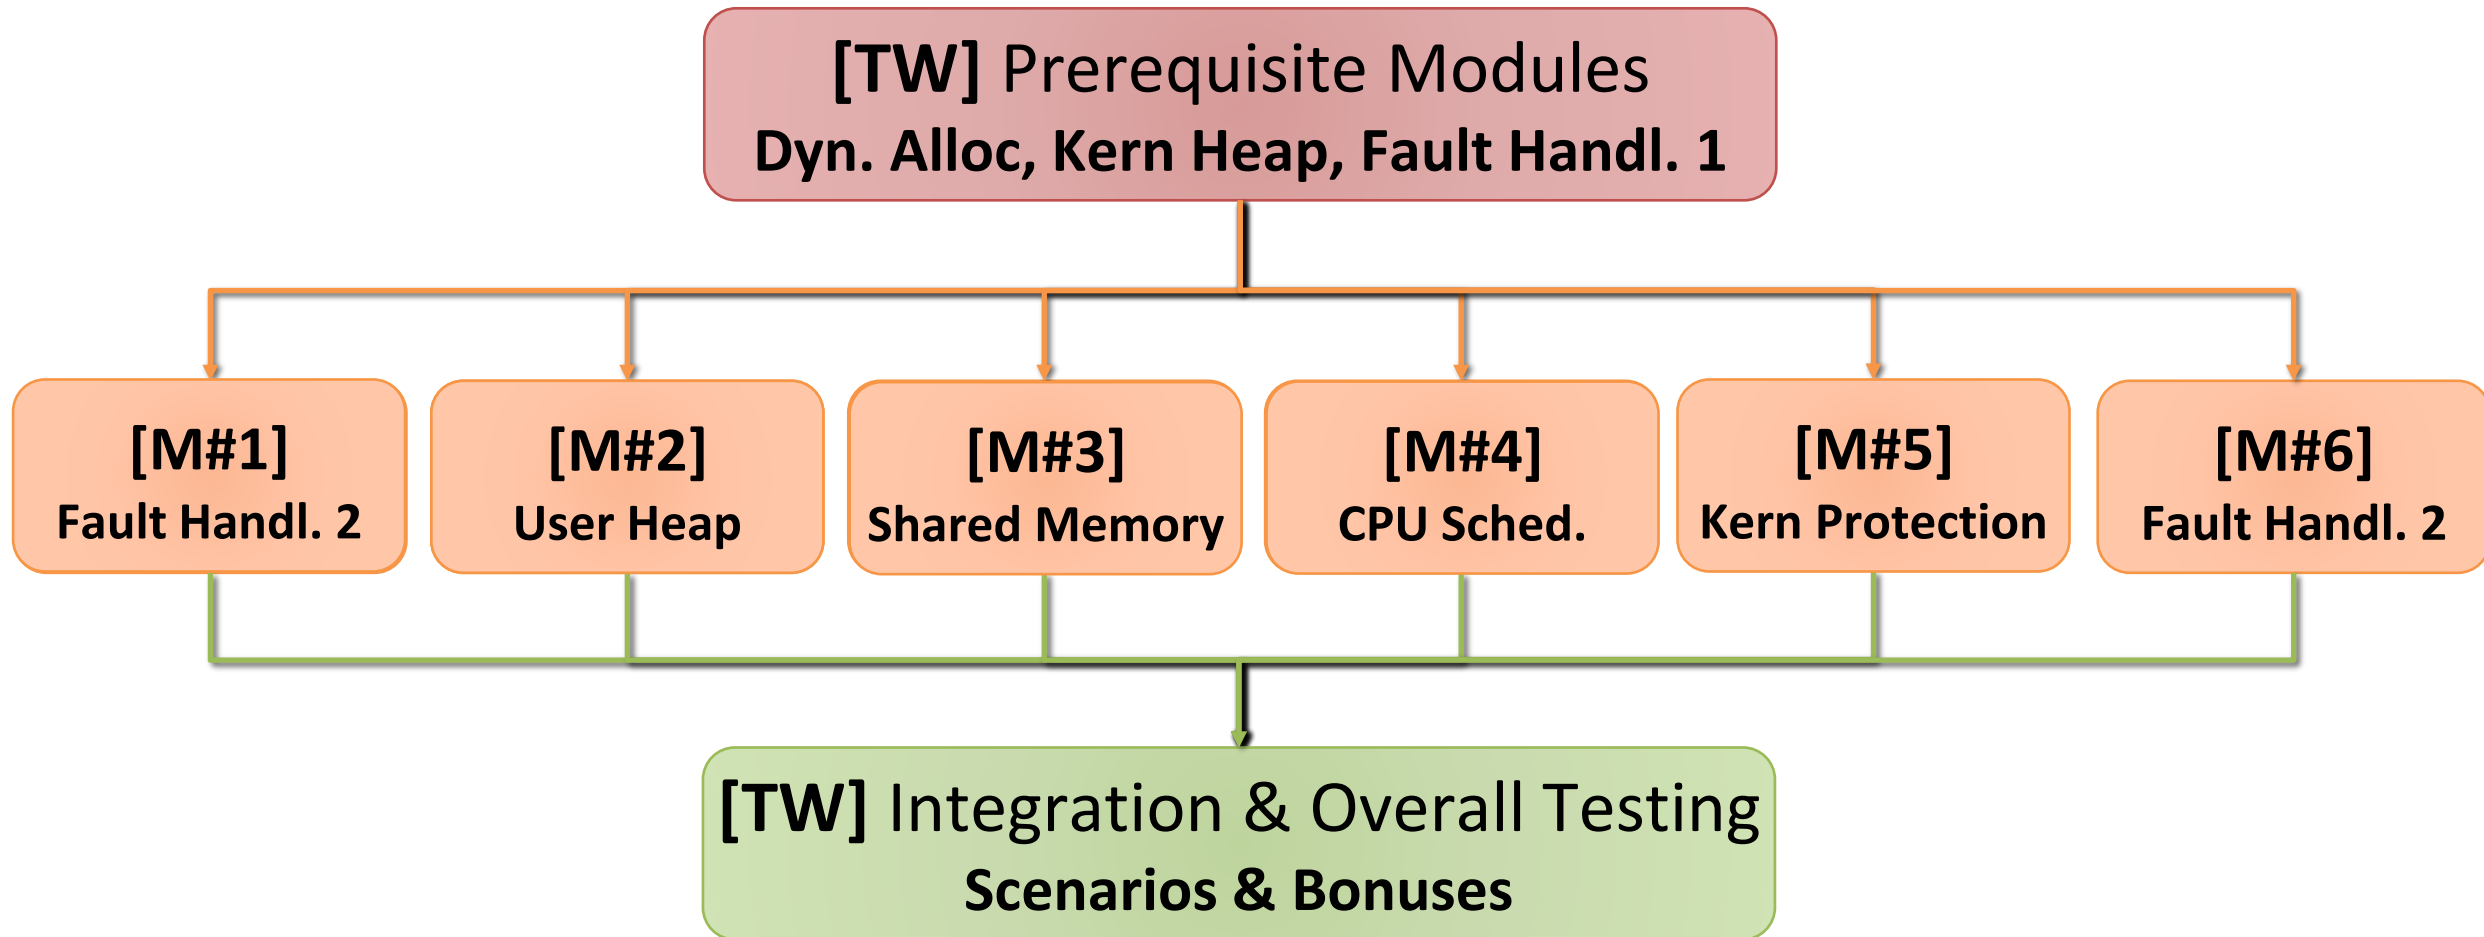 [TW] Prerequisite Modules
Dyn. Alloc, Kern Heap, Fault Handl. 1
[M#1]
Fault Handl. 2
[M#2]
User Heap
[M#3]
Shared Memory
[M#4]
CPU Sched.
[M#5]
Kern Protection
[M#6]
Fault Handl. 2
[TW] Integration & Overall Testing
Scenarios & Bonuses